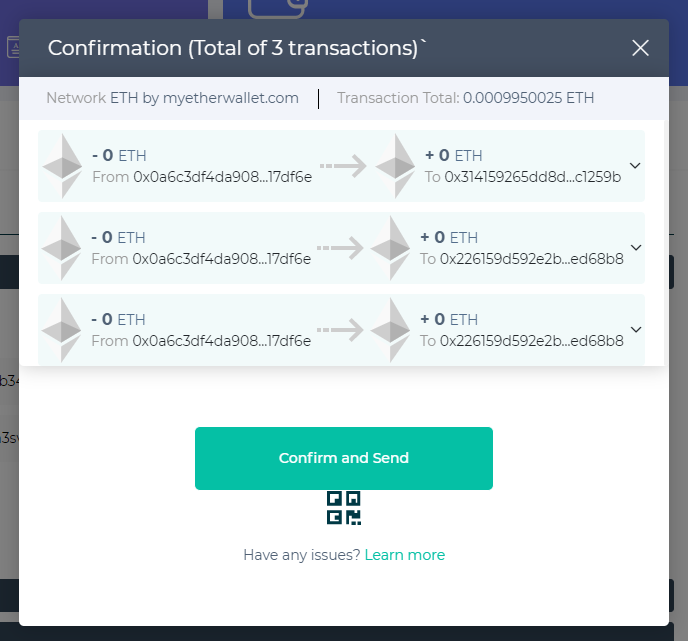 Confirmation (Total of 3 transactions)`
Network ETH by myetherwallet.com
Transaction Total: 0.0009950025 ETH
- 0 ETH
From 0x0a6c3df4da908...17df6e
+ 0 ETH
To 0x314159265dd8d...c1259b
- 0 ETH
From 0x0a6c3df4da908...17df6e
+ 0 ETH
To 0x226159d592e2b...ed68b8
- 0 ETH
From 0x0a6c3df4da908...17df6e
+ 0 ETH
To 0x226159d592e2b...ed68b8
Confirm and Send
Have any issues? Learn more